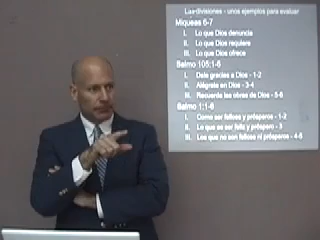 Las divisiones - unos ejemplos para evaluar
Miqueas 6-7
I. Lo que Dios denuncia
II. Lo que Dios requiere
III. Lo que Dios ofrece
Salmo 105:1-6
I. Dale gracias a Dios - 1-2
II. Alégrate en Dios - 3-4
III. Recuerda las obras de Dios - 5-6
Salmo 1:1-6
I. Como ser felices y prósperos - 1-2
II. Lo que es ser feliz y próspero - 3
III. Los que no son felices ni prósperos - 4-5